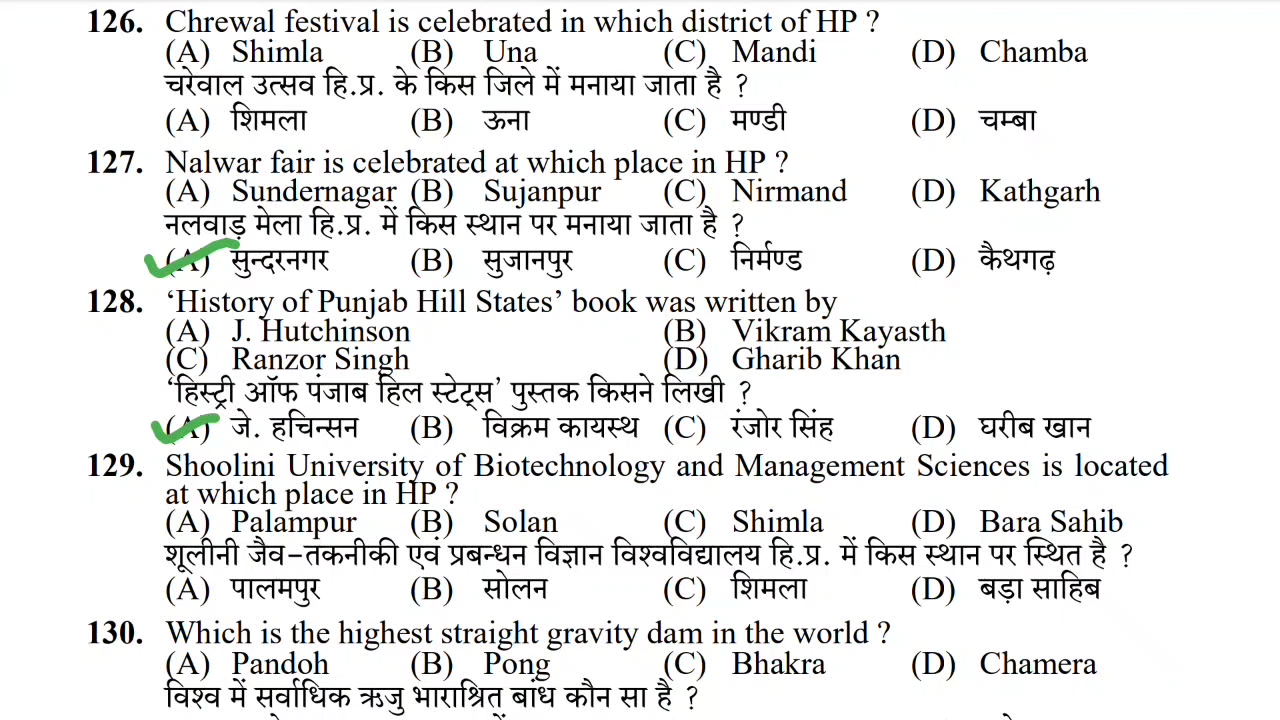 126. Chrewal festival is celebrated in which district of HP ?
(A) Shimla (B) Una (C) Mandi (D) Chamba
चरेवाल उत्सव हि.प्र. के किस जिले में मनाया जाता है ?
(A) शिमला (B) ऊना (C) मण्डी (D) चम्बा
127. Nalwar fair is celebrated at which place in HP ?
(A) Sundernagar (B) Sujanpur (C) Nirmand (D) Kathgarh
नलवाड़ मेला हि.प्र. में किस स्थान पर मनाया जाता है ?
(A) सुन्दरनगर (B) सुजानपुर (C) निर्मण्ड (D) कैथगढ़
128. ‘History of Punjab Hill States’ book was written by
(A) J. Hutchinson (B) Vikram Kayasth
(C) Ranzor Singh (D) Gharib Khan
‘हिस्ट्री ऑफ पंजाब हिल स्टेट्स’ पुस्तक किसने लिखी ?
(A) जे. हचिन्सन (B) विक्रम कायस्थ (C) रंजोर सिंह (D) घरीब खान
129. Shoolini University of Biotechnology and Management Sciences is located
at which place in HP ?
(A) Palampur (B) Solan (C) Shimla (D) Bara Sahib
शूलीनी जैव-तकनीकी एवं प्रबन्धन विज्ञान विश्वविद्यालय हि.प्र. में किस स्थान पर स्थित है ?
(A) पालमपुर (B) सोलन (C) शिमला (D) बड़ा साहिब
130. Which is the highest straight gravity dam in the world ?
(A) Pandoh (B) Pong (C) Bhakra (D) Chamera
विश्व में सर्वाधिक ऋजु भाराश्रित बांध कौन सा है ?